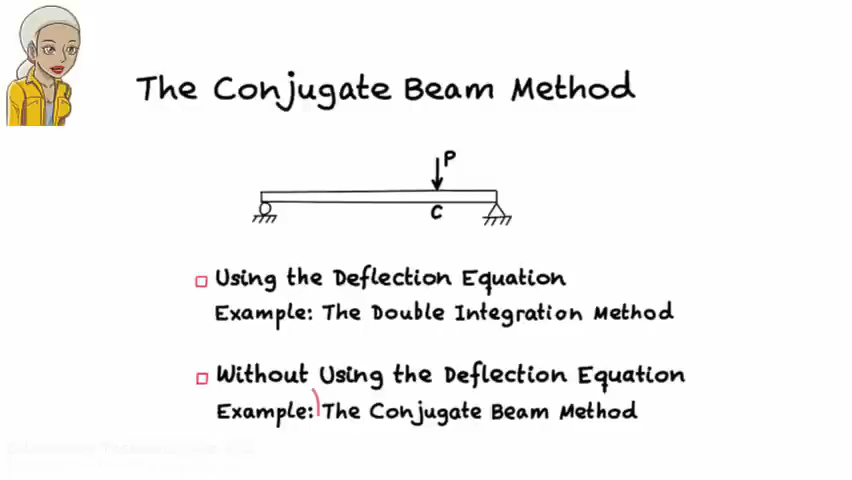 The Conjugate Beam Method
P
C
Using the Deflection Equation
Example: The Double Integration Method
Without Using the Deflection Equation
Example: The Conjugate Beam Method